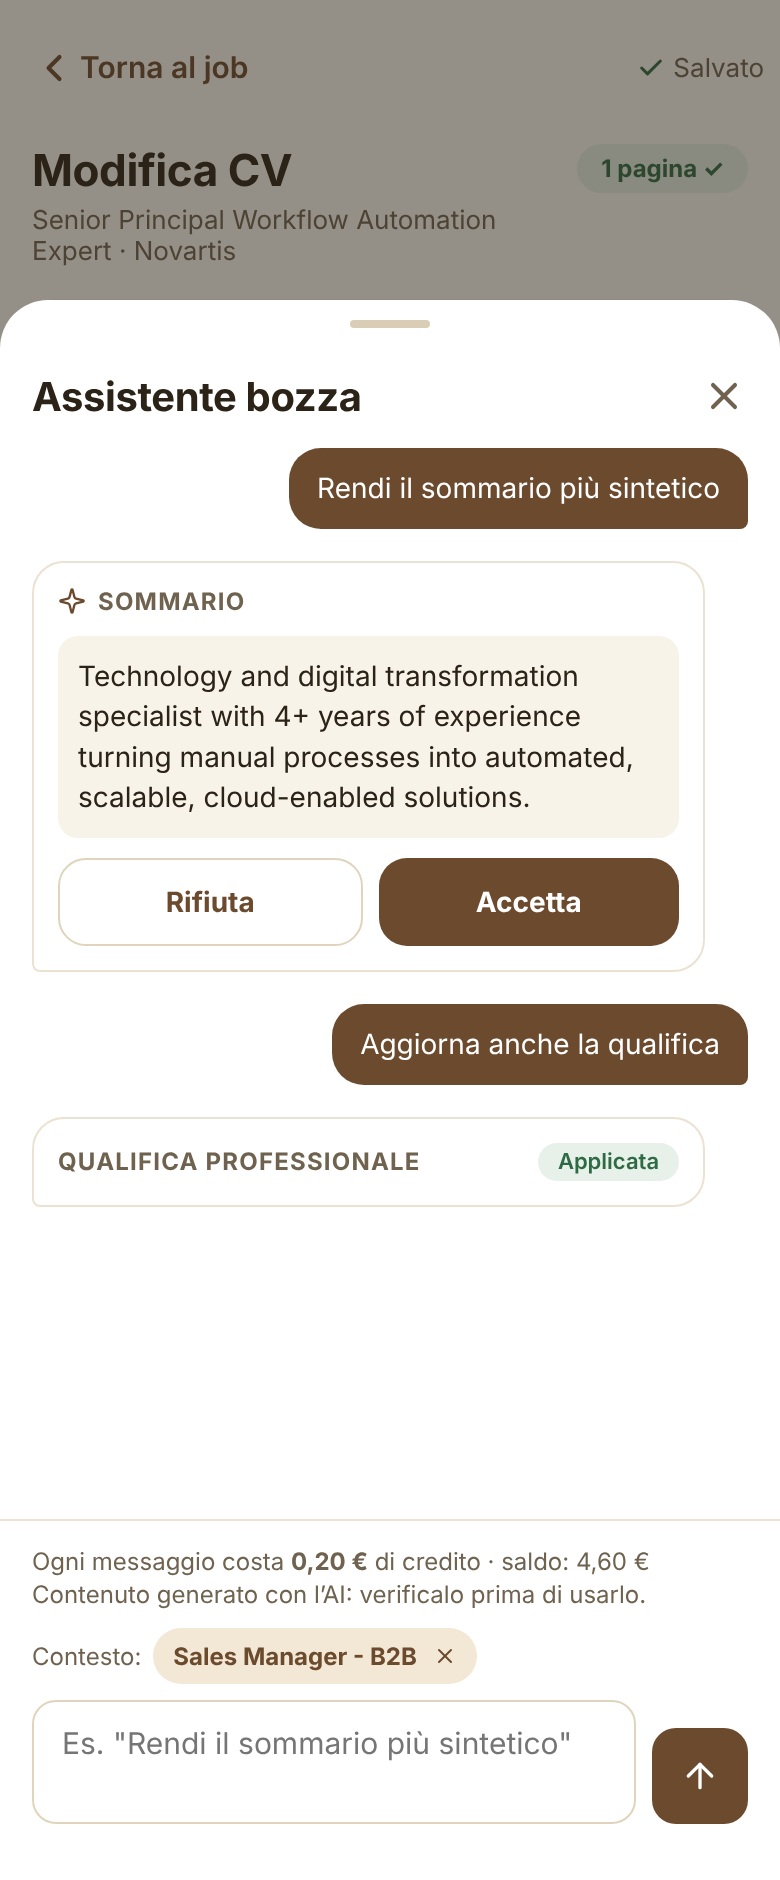 Torna al job
Salvato
Modifica CV
1 pagina
Senior Principal Workflow Automation
Expert · Novartis
Assistente bozza
Rendi il sommario più sintetico
SOMMARIO
Technology and digital transformation
specialist with 4+ years of experience
turning manual processes into automated,
scalable, cloud-enabled solutions.
Rifiuta
Accetta
Aggiorna anche la qualifica
QUALIFICA PROFESSIONALE
Applicata
Ogni messaggio costa 0,20 € di credito · saldo: 4,60 €
Contenuto generato con l’AI: verificalo prima di usarlo.
Contesto:
Sales Manager - B2B
Es. "Rendi il sommario più sintetico"